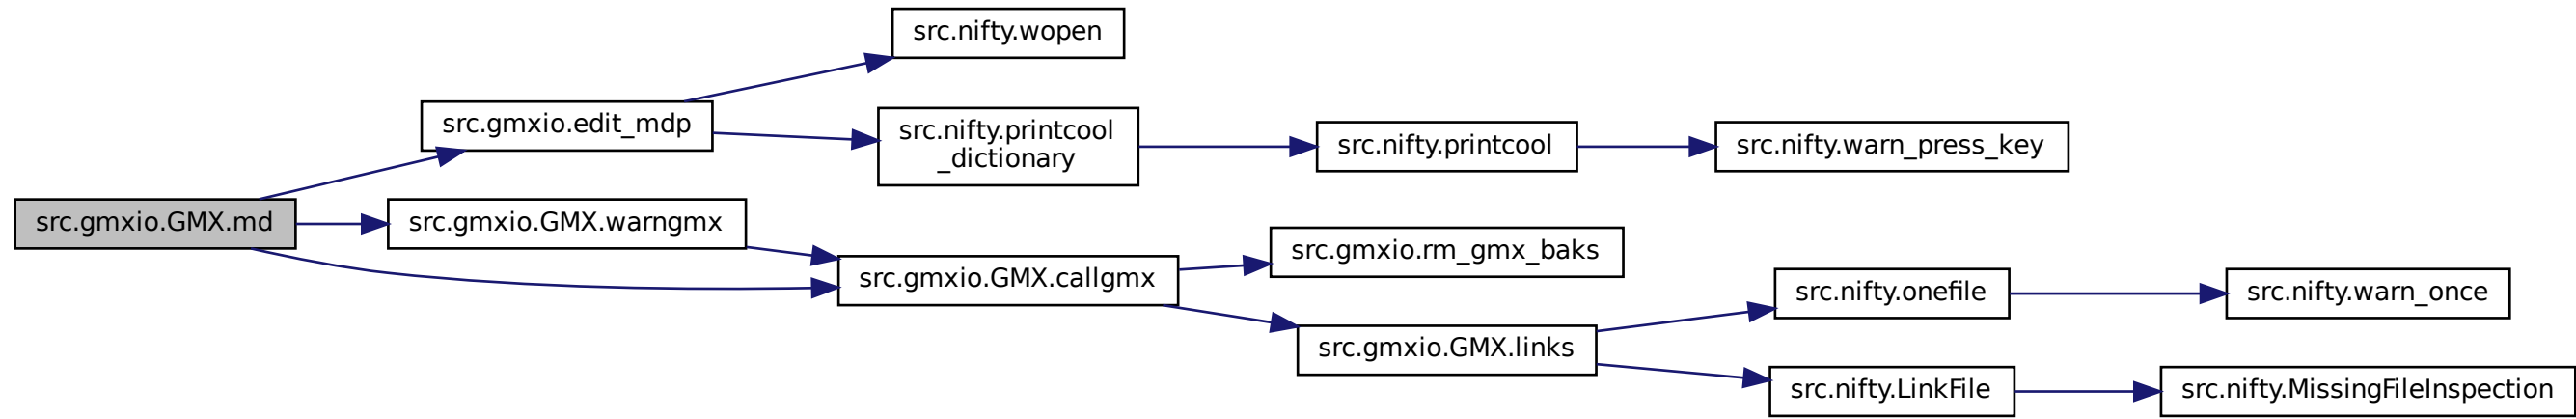 src.nifty.wopen
src.gmxio.edit_mdp
src.nifty.printcool
_dictionary
src.nifty.printcool
src.nifty.warn_press_key
src.gmxio.GMX.md
src.gmxio.GMX.warngmx
src.gmxio.GMX.callgmx
src.gmxio.rm_gmx_baks
src.gmxio.GMX.links
src.nifty.onefile
src.nifty.warn_once
src.nifty.LinkFile
src.nifty.MissingFileInspection